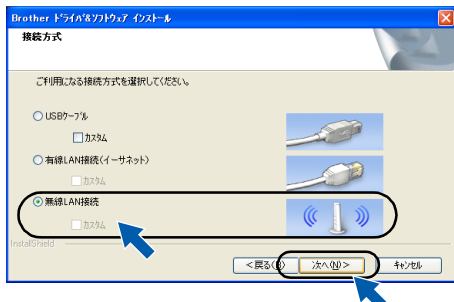 Brother ドライバ&ソフトウェア インストール
接続方式
ご利用になる接続方式を選択してください。
USBケーブル
カスタム
有線LAN接続(イーサネット)
カスタム
無線LAN接続
カスタム
InstallShield
<戻る(B)
次へ(N)>
キャンセル